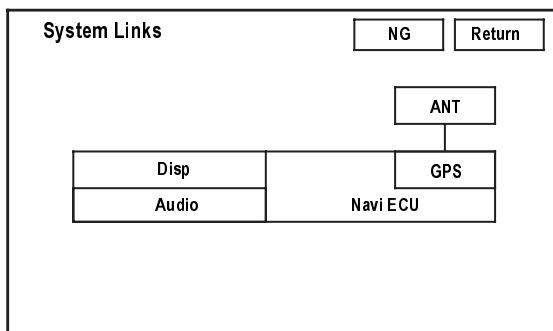 System Links
NG
Return
ANT
Disp
GPS
Audio
Navi ECU